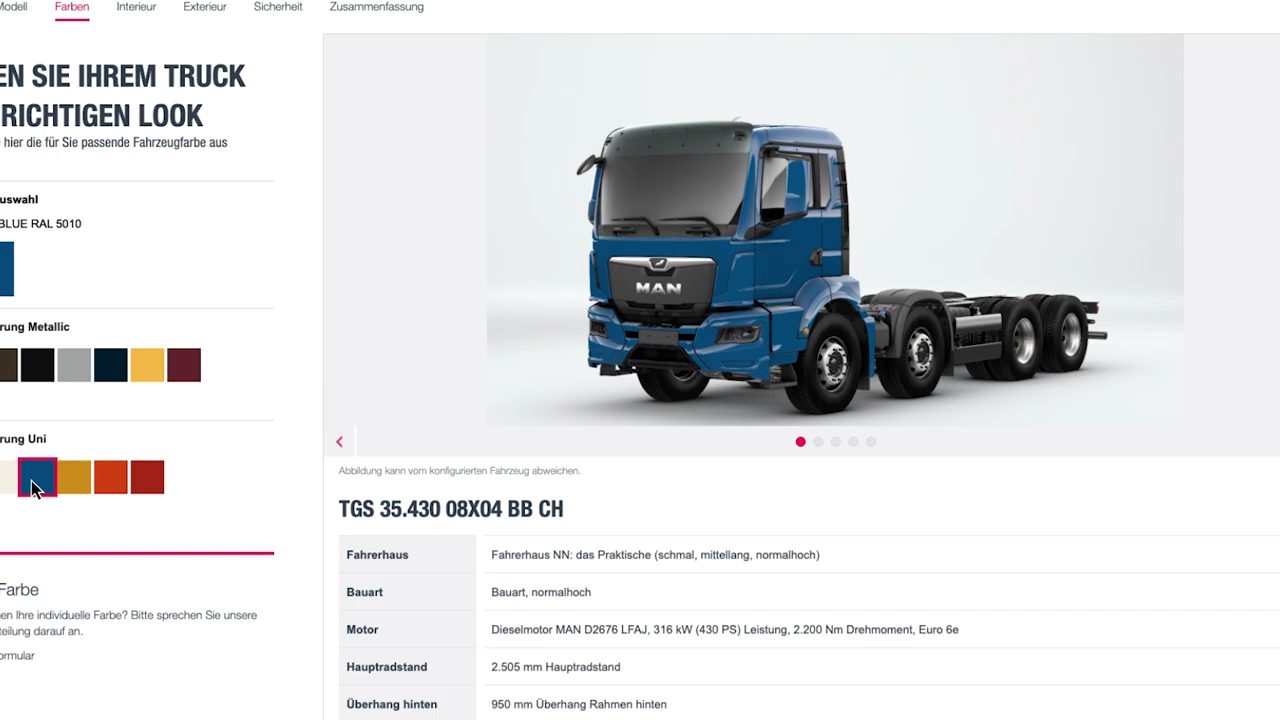 Modell Farben Interieur Exterieur Sicherheit Zusammenfassung
EN SIE IHREM TRUCK
RICHTIGEN LOOK
hier die für Sie passende Fahrzeugfarbe aus
uswahl
BLUE RAL 5010
rung Metallic
rung Uni
Farbe
en Ihre individuelle Farbe? Bitte sprechen Sie unsere
teilung darauf an.
ormular
MAN
Abbildung kann vom konfigurierten Fahrzeug abweichen.
TGS 35.430 08X04 BB CH
Fahrerhaus Fahrerhaus NN: das Praktische (schmal, mittellang, normalhoch)
Bauart Bauart, normalhoch
Motor Dieselmotor MAN D2676 LFAJ, 316 kW (430 PS) Leistung, 2.200 Nm Drehmoment, Euro 6e
Hauptradstand 2.505 mm Hauptradstand
Überhang hinten 950 mm Überhang Rahmen hinten